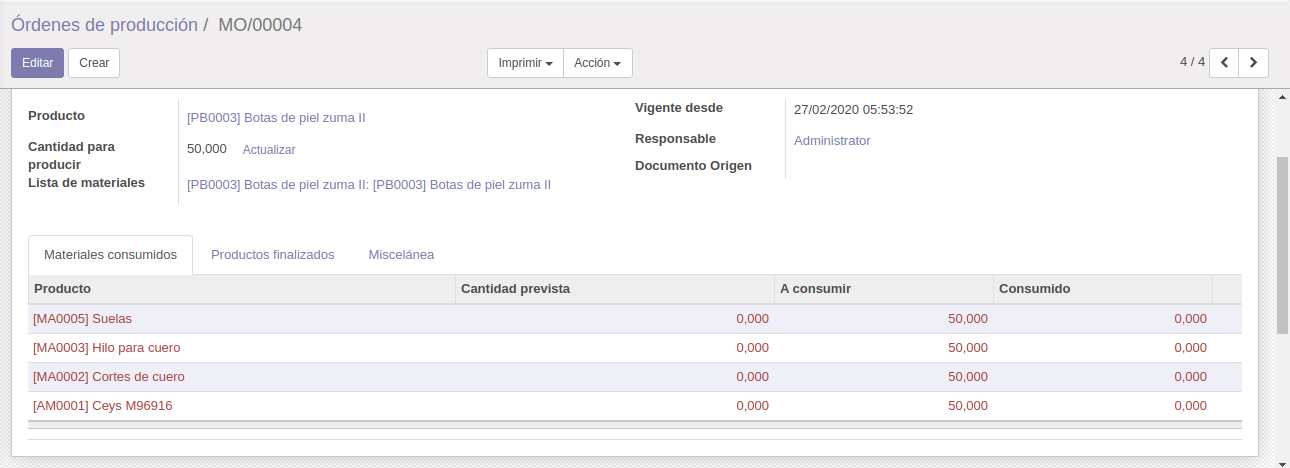 Órdenes de producción / MO/00004
Editar Crear Imprimir Acción 4 / 4
Producto [PB0003] Botas de piel zuma II
Cantidad para producir 50,000 Actualizar
Lista de materiales [PB0003] Botas de piel zuma II: [PB0003] Botas de piel zuma II
Vigente desde 27/02/2020 05:53:52
Responsable Administrator
Documento Origen
Materiales consumidos Productos finalizados Miscelánea
Producto Cantidad prevista A consumir Consumido
[MA0005] Suelas 0,000 50,000 0,000
[MA0003] Hilo para cuero 0,000 50,000 0,000
[MA0002] Cortes de cuero 0,000 50,000 0,000
[AM0001] Ceys M96916 0,000 50,000 0,000